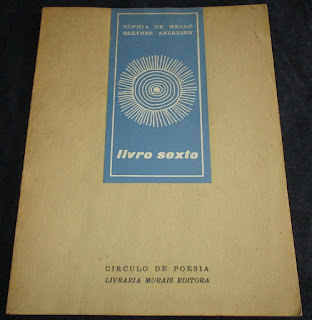 SOPHIA DE MELLO
BREYNER ANDRESEN
livro sexto
CIRCULO DE POESIA
LIVRARIA MORAIS EDITORA